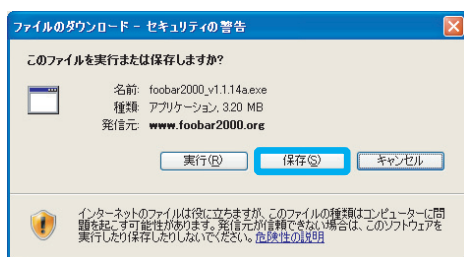 ファイルのダウンロード - セキュリティの警告
このファイルを実行または保存しますか?
名前: foobar2000_v1.1.14a.exe
種類: アプリケーション, 3.20 MB
発信元: www.foobar2000.org
実行(R) 保存(S) キャンセル
インターネットのファイルは役に立ちますが、このファイルの種類はコンピューターに問
題を起こす可能性があります。発信元が信頼できない場合は、このソフトウェアを
実行したり保存したりしないでください。危険性の説明